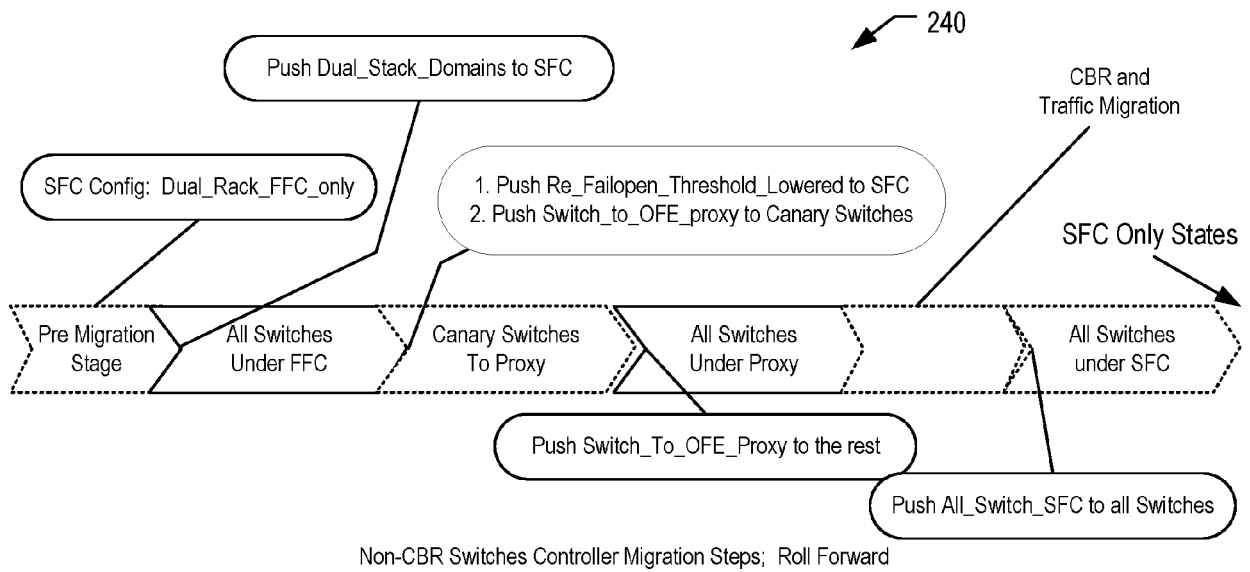 240
Push Dual_Stack_Domains to SFC
CBR and
Traffic Migration
SFC Config: Dual_Rack_FFC_only
1. Push Re_Failopen_Threshold_Lowered to SFC
2. Push Switch_to_OFE_proxy to Canary Switches
SFC Only States
Pre Migration
Stage
All Switches
Under FFC
Canary Switches
To Proxy
All Switches
Under Proxy
All Switches
under SFC
Push Switch_To_OFE_Proxy to the rest
Push All_Switch_SFC to all Switches
Non-CBR Switches Controller Migration Steps; Roll Forward